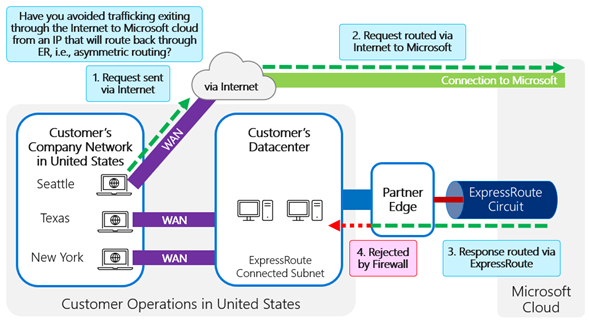 Have you avoided trafficking exiting
through the Internet to Microsoft cloud
from an IP that will route back through
ER, i.e., asymmetric routing?
2. Request routed via
Internet to Microsoft
1. Request sent
via Internet
via Internet
Connection to Microsoft
WAN
Customer's
Company Network
in United States
Seattle
Texas
New York
WAN
WAN
Customer's
Datacenter
ExpressRoute
Connected Subnet
Partner
Edge
ExpressRoute
Circuit
4. Rejected
by Firewall
3. Response routed via
ExpressRoute
Customer Operations in United States
Microsoft
Cloud